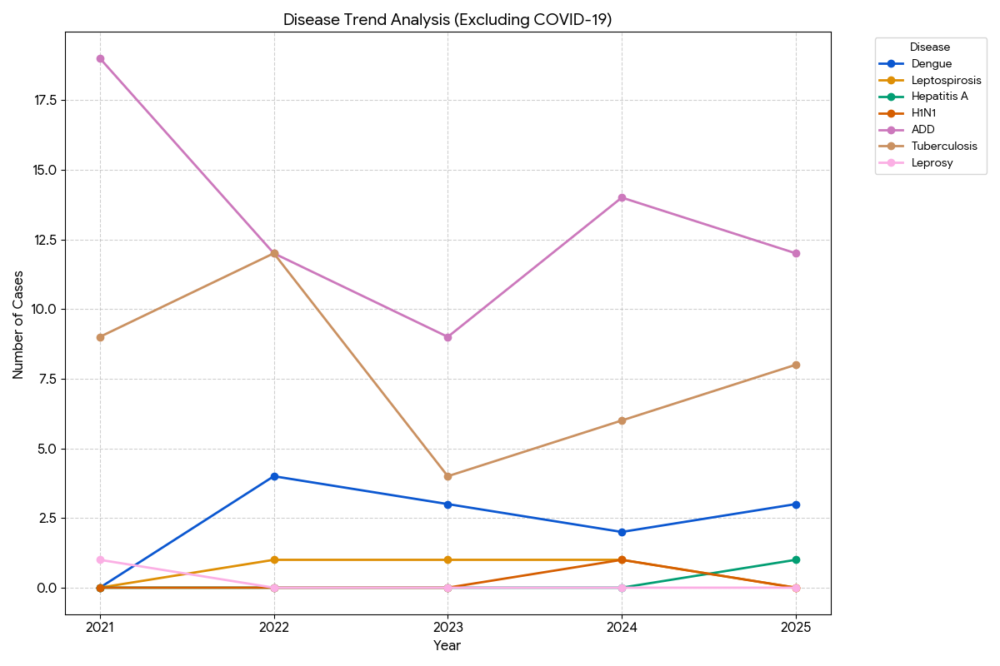 Disease Trend Analysis (Excluding COVID-19)
Disease
Dengue
Leptospirosis
Hepatitis A
H1N1
ADD
Tuberculosis
Leprosy
17.5
15.0
12.5
10.0
7.5
5.0
2.5
0.0
Number of Cases
2021 2022 2023 2024 2025
Year